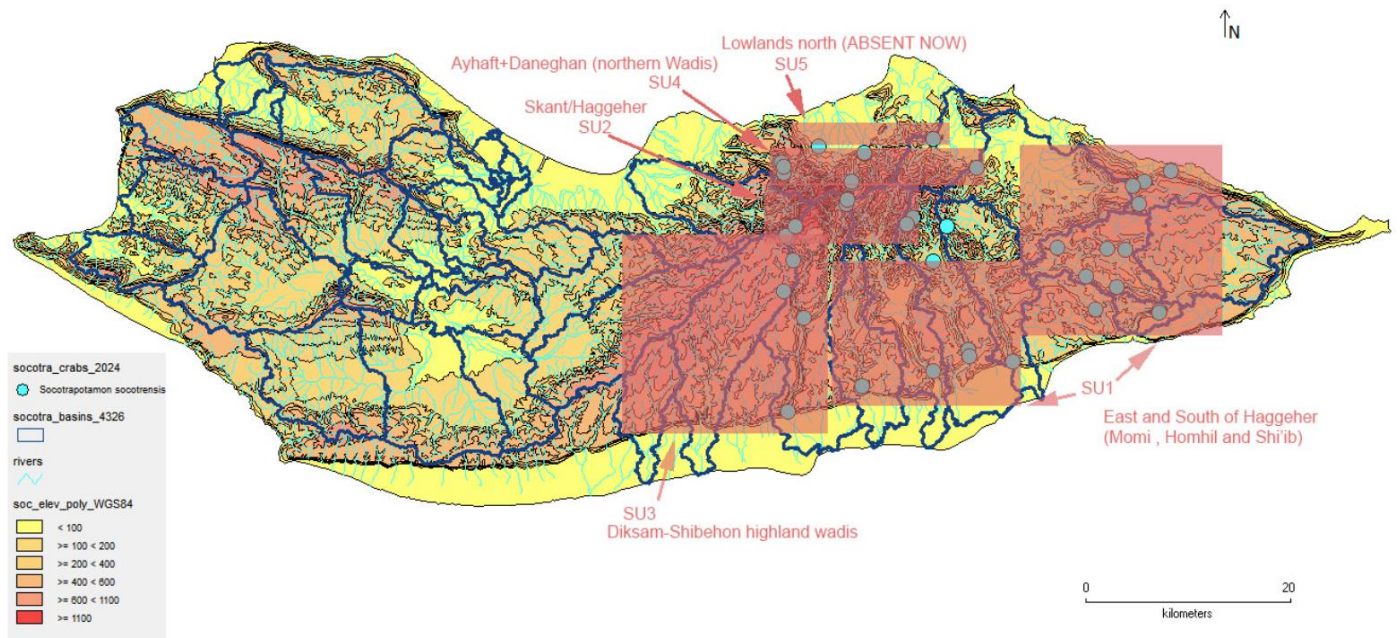 N
Lowlands north (ABSENT NOW)
SU5
Ayhaft+Daneghan (northern Wadis)
SU4
Skant/Haggeher
SU2
socotra_crabs_2024
Socotrapotamon socotrensis
socotra_basins_4326
rivers
soc_elev_poly_WGS84
< 100
>= 100 < 200
>= 200 < 400
>= 400 < 600
>= 600 < 1100
>= 1100
SU1
East and South of Haggeher
(Momi , Homhil and Shi'ib)
SU3
Diksam-Shibehon highland wadis
0 20
kilometers